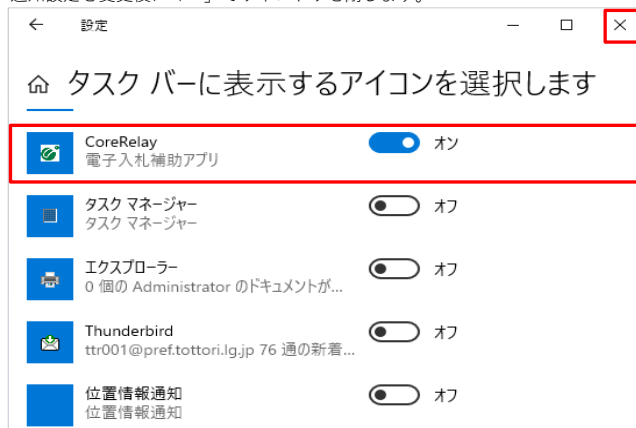 設定
タスク バーに表示するアイコンを選択します
CoreRelay
電子入札補助アプリ
オン
タスク マネージャー
タスク マネージャー
オフ
エクスプローラー
0 個の Administrator のドキュメントが...
オフ
Thunderbird
ttr001@pref.tottori.lg.jp 76 通の新着...
オフ
位置情報通知
位置情報通知
オフ